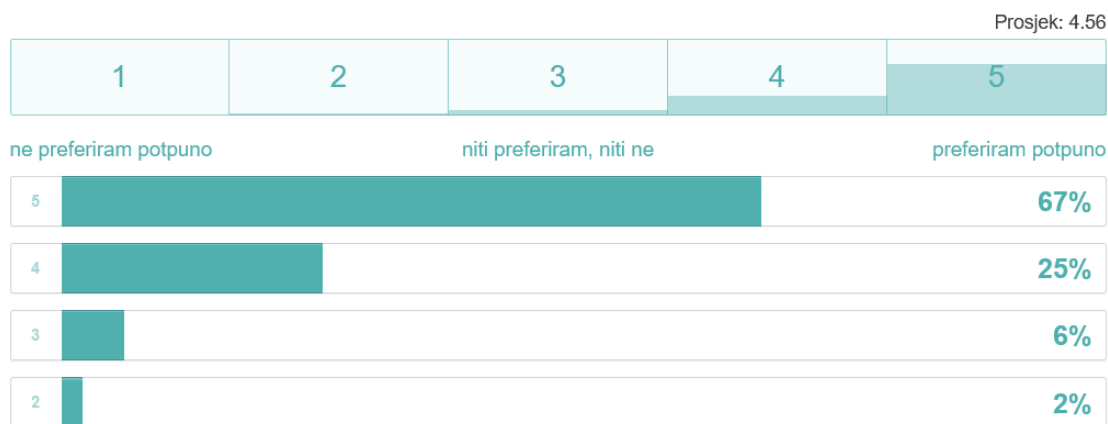 Prosjek: 4.56
1 2 3 4 5
ne preferiram potpuno niti preferiram, niti ne preferiram potpuno
5 67%
4 25%
3 6%
2 2%